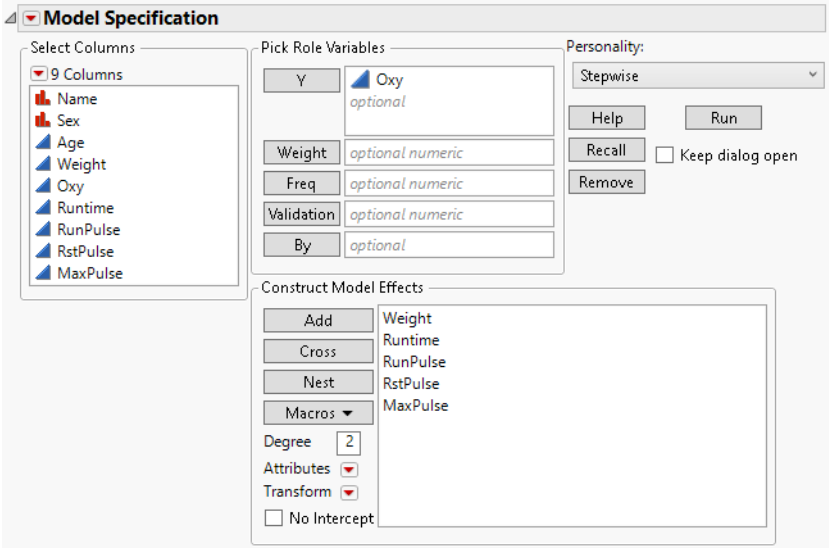 Model Specification
Select Columns
9 Columns
Name
Sex
Age
Weight
Oxy
Runtime
RunPulse
RstPulse
MaxPulse
Pick Role Variables
Y
Oxy
optional
Weight
optional numeric
Freq
optional numeric
Validation
optional numeric
By
optional
Personality:
Stepwise
Help
Run
Recall
Keep dialog open
Remove
Construct Model Effects
Add
Cross
Nest
Macros
Degree
2
Attributes
Transform
No Intercept
Weight
Runtime
RunPulse
RstPulse
MaxPulse